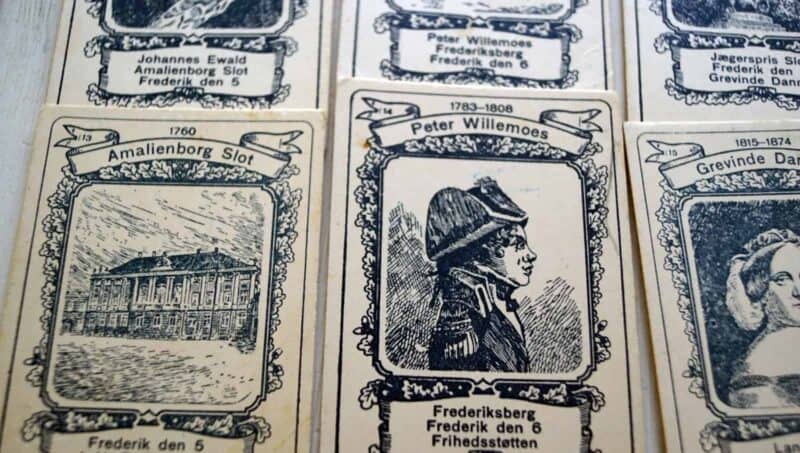 Johannes Ewald
Amalienborg Slot
Frederik den 5
Peter Willemoes
Frederiksberg
Frederik den 6
Jægerspris
Frederik den
Grevinde
13
1760
Amalienborg Slot
Frederik den 5
14
1783–1808
Peter Willemoes
Frederiksberg
Frederik den 6
Frihedsstøtten
15
1815–1874
Grevinde